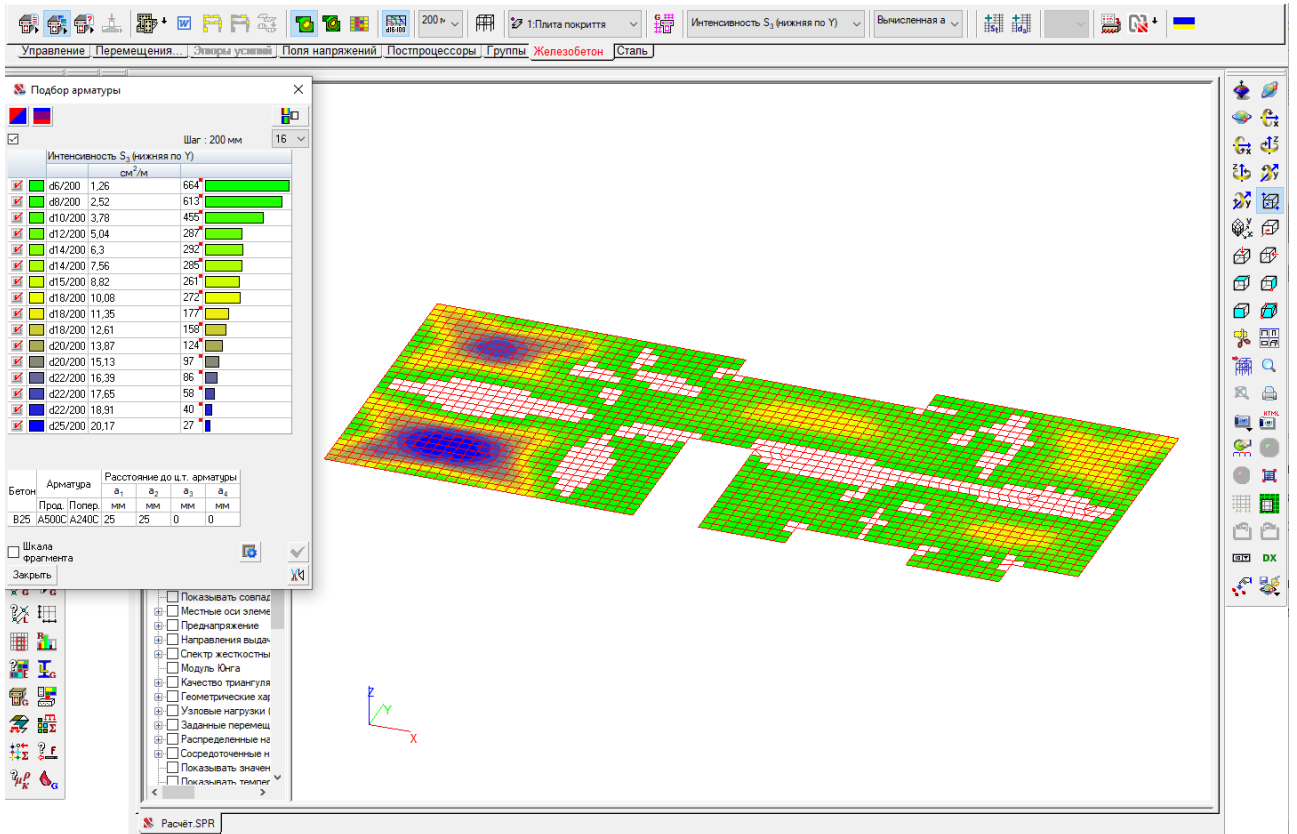 d16-100
200 м
1:Плита покриття
Интенсивность S₃ (нижняя по Y)
Вычисленная a
Управление
Перемещения...
Эпюры усилий
Поля напряжений
Постпроцессоры
Группы
Железобетон
Сталь
Подбор арматуры
Шаг : 200 мм
16
Интенсивность S₃ (нижняя по Y)
см²/м
d6/200 1,26 664
d8/200 2,52 613
d10/200 3,78 455
d12/200 5,04 287
d14/200 6,3 292
d14/200 7,56 285
d15/200 8,82 261
d18/200 10,08 272
d18/200 11,35 177
d18/200 12,61 158
d20/200 13,87 124
d20/200 15,13 97
d22/200 16,39 86
d22/200 17,65 58
d22/200 18,91 40
d25/200 20,17 27
Бетон Арматура Расстояние до ц.т. арматуры
a₁ a₂ a₃ a₄
Прод. Попер. мм мм мм мм
B25 A500C A240C 25 25 0 0
Шкала
фрагмента
Закрыть
Показывать совпад
Местные оси элеме
Преднапряжение
Направления выдач
Спектр жесткостны
Модуль Юнга
Качество триангуля
Геометрические хар
Узловые нагрузки (
Заданные перемещ
Распределенные на
Сосредоточенные н
Показывать значен
Показывать темпер
Z
Y
X
HTML
DX
Расчёт.SPR